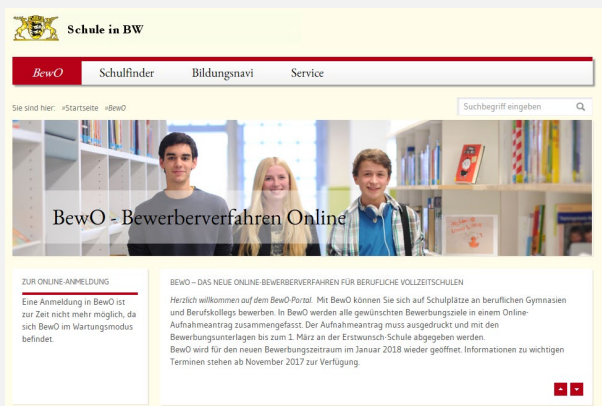 Schule in BW
BewO Schulfinder Bildungsnavi Service
Sie sind hier: »Startseite »BewO
Suchbegriff eingeben
BewO - Bewerberverfahren Online
ZUR ONLINE-ANMELDUNG
Eine Anmeldung in BewO ist
zur Zeit nicht mehr möglich, da
sich BewO im Wartungsmodus
befindet.
BEWO – DAS NEUE ONLINE-BEWERBERVERFAHREN FÜR BERUFLICHE VOLLZEITSCHULEN
Herzlich willkommen auf dem BewO-Portal. Mit BewO können Sie sich auf Schulplätze an beruflichen Gymnasien
und Berufskollegs bewerben. In BewO werden alle gewünschten Bewerbungsziele in einem Online-
Aufnahmeantrag zusammengefasst. Der Aufnahmeantrag muss ausgedruckt und mit den
Bewerbungsunterlagen bis zum 1. März an der Erstwunsch-Schule abgegeben werden.
BewO wird für den neuen Bewerbungszeitraum im Januar 2018 wieder geöffnet. Informationen zu wichtigen
Terminen stehen ab November 2017 zur Verfügung.